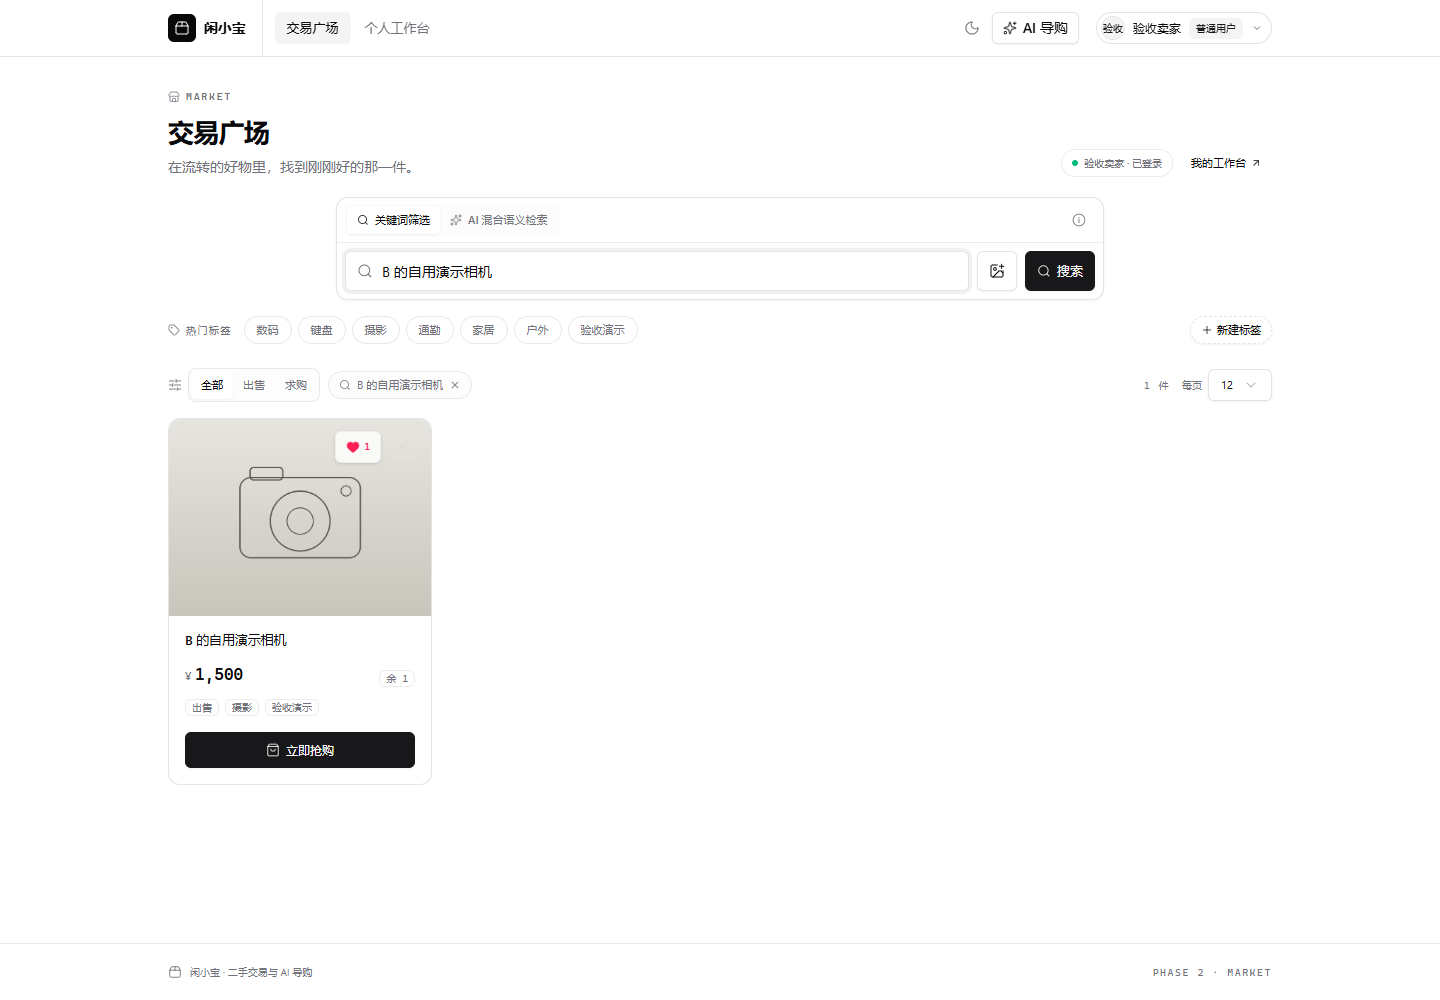 闲小宝 交易广场 个人工作台 AI 导购 验收 验收卖家 普通用户
MARKET
交易广场
在流转的好物里，找到刚刚好的那一件。
验收卖家 · 已登录 我的工作台
关键词筛选 AI 混合语义检索
B 的自用演示相机 搜索
热门标签 数码 键盘 摄影 通勤 家居 户外 验收演示 + 新建标签
全部 出售 求购 B 的自用演示相机 1 件 每页 12
1
B 的自用演示相机
¥ 1,500 余 1
出售 摄影 验收演示
立即抢购
闲小宝 · 二手交易与 AI 导购 PHASE 2 · MARKET